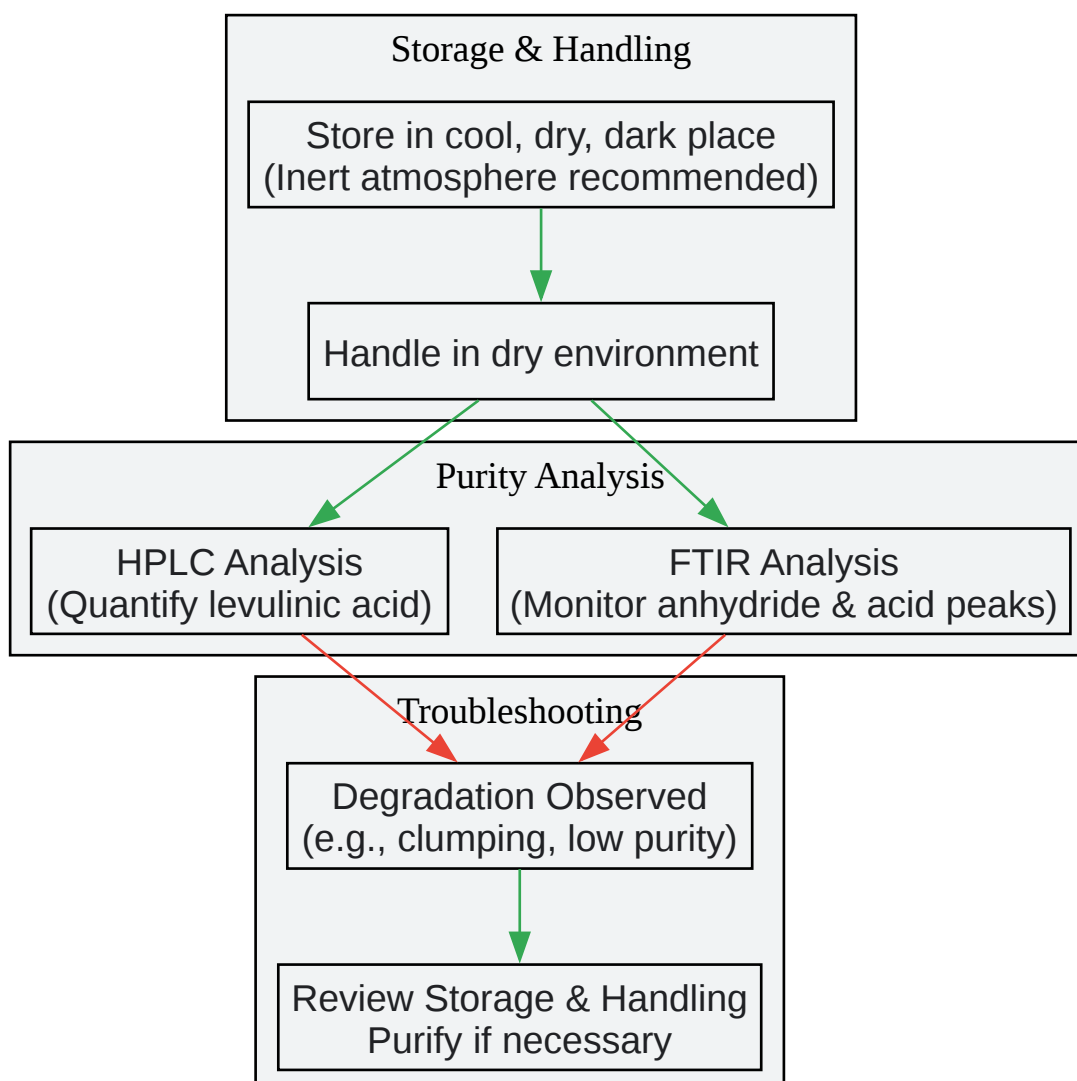 Storage & Handling
Store in cool, dry, dark place
(Inert atmosphere recommended)
Handle in dry environment
Purity Analysis
HPLC Analysis
(Quantify levulinic acid)
FTIR Analysis
(Monitor anhydride & acid peaks)
Troubleshooting
Degradation Observed
(e.g., clumping, low purity)
Review Storage & Handling
Purify if necessary